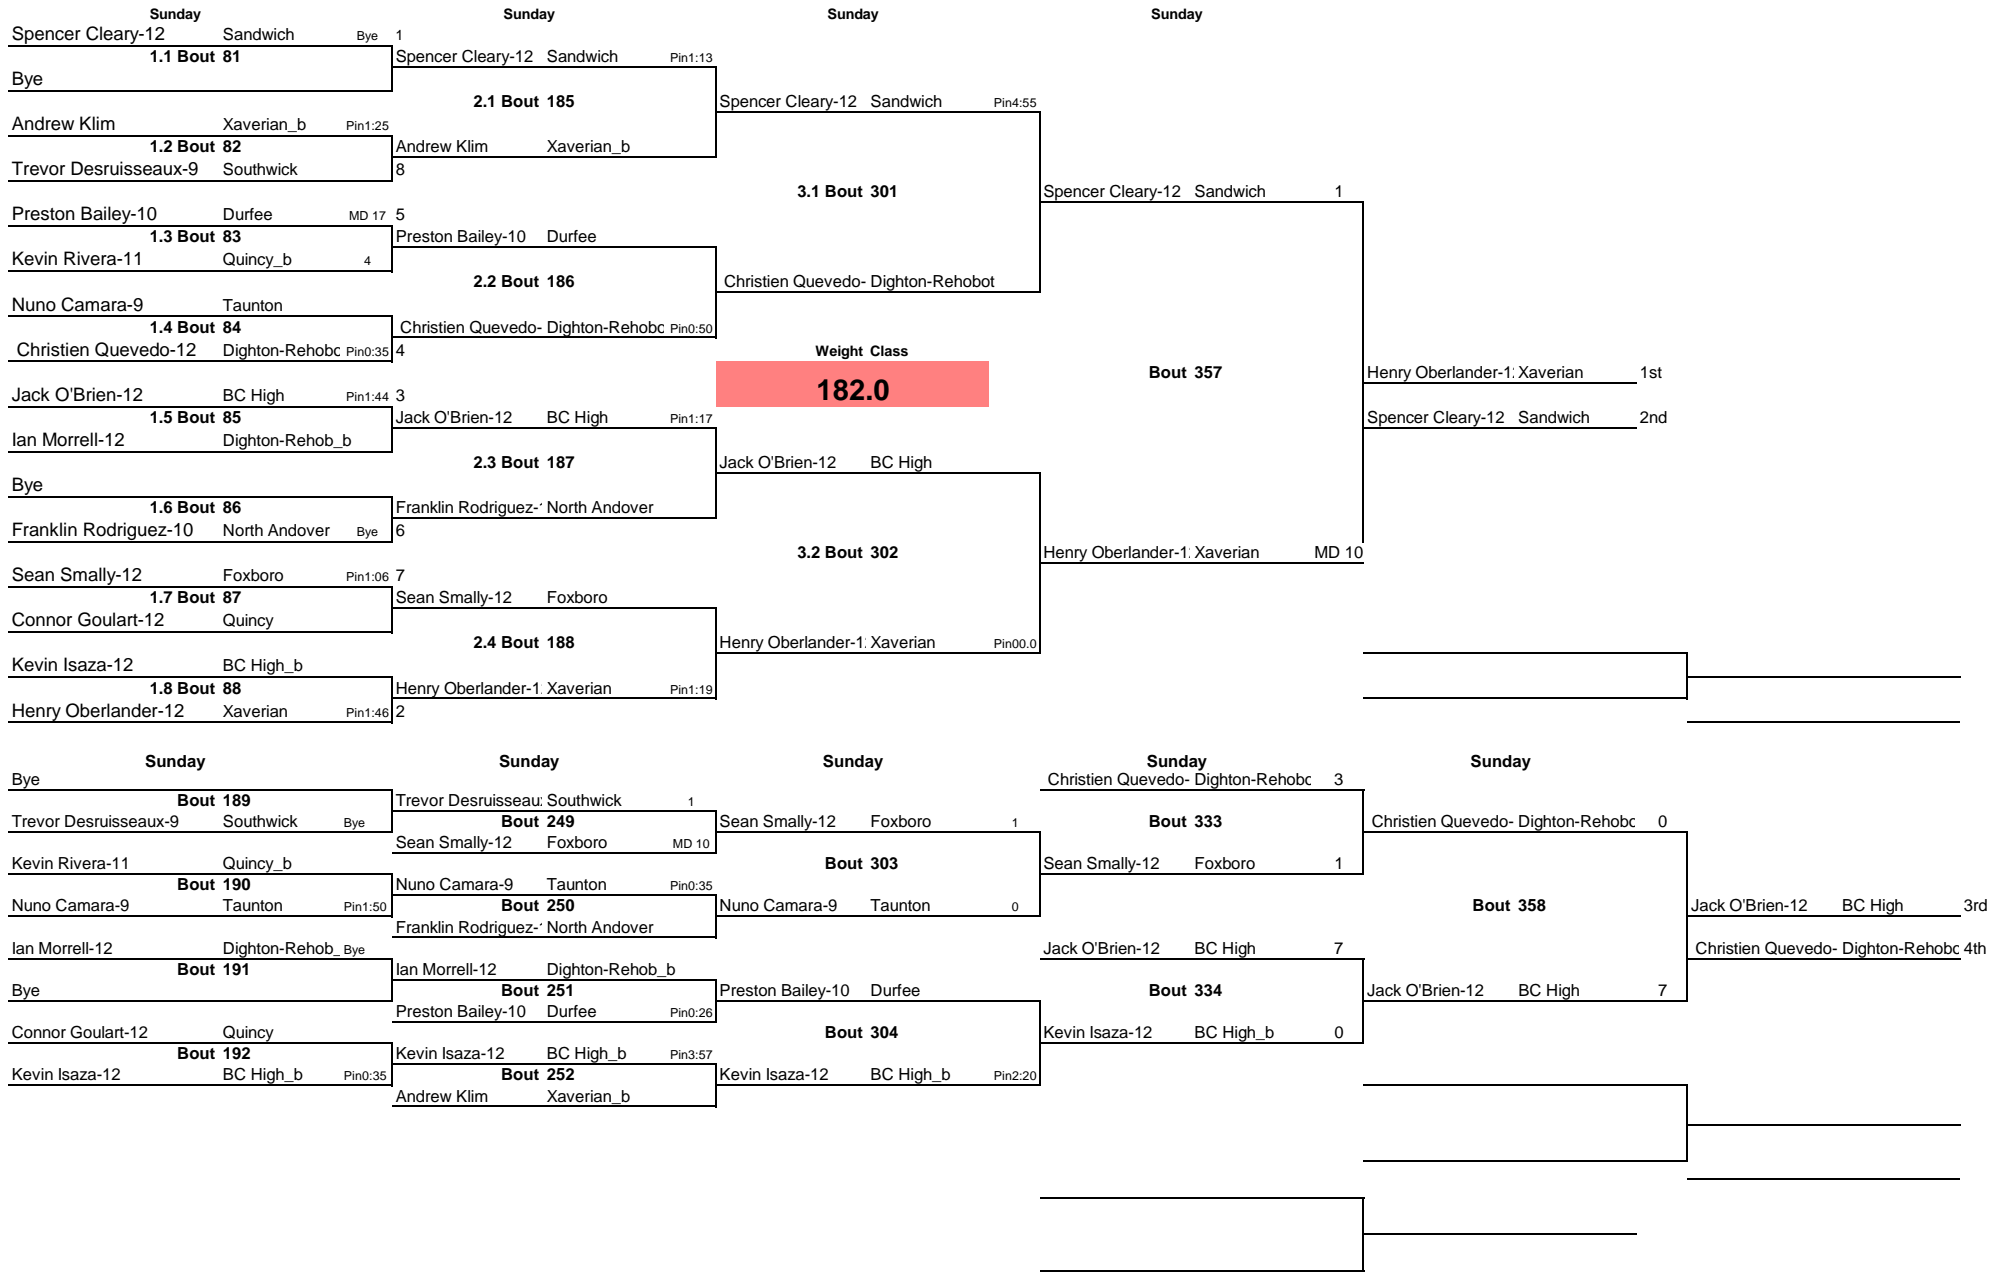 Sunday Sunday Sunday Sunday
Spencer Cleary-12 Sandwich Bye 1
1.1 Bout 81 Spencer Cleary-12 Sandwich Pin1:13
Bye
2.1 Bout 185 Spencer Cleary-12 Sandwich Pin4:55
Andrew Klim Xaverian_b Pin1:25
1.2 Bout 82 Andrew Klim Xaverian_b
Trevor Desruisseaux-9 Southwick 8
3.1 Bout 301 Spencer Cleary-12 Sandwich 1
Preston Bailey-10 Durfee MD 17 5
1.3 Bout 83 Preston Bailey-10 Durfee
Kevin Rivera-11 Quincy_b 4
2.2 Bout 186 Christien Quevedo- Dighton-Rehobot
Nuno Camara-9 Taunton
1.4 Bout 84 Christien Quevedo- Dighton-Rehobc Pin0:50
Christien Quevedo-12 Dighton-Rehobc Pin0:35 4 Weight Class
Bout 357 Henry Oberlander-1 Xaverian 1st
182.0
Jack O'Brien-12 BC High Pin1:44 3
1.5 Bout 85 Jack O'Brien-12 BC High Pin1:17 Spencer Cleary-12 Sandwich 2nd
Ian Morrell-12 Dighton-Rehob_b
2.3 Bout 187 Jack O'Brien-12 BC High
Bye
1.6 Bout 86 Franklin Rodriguez- North Andover
Franklin Rodriguez-10 North Andover Bye 6
3.2 Bout 302 Henry Oberlander-1 Xaverian MD 10
Sean Smally-12 Foxboro Pin1:06 7
1.7 Bout 87 Sean Smally-12 Foxboro
Connor Goulart-12 Quincy
2.4 Bout 188 Henry Oberlander-1 Xaverian Pin00.0
Kevin Isaza-12 BC High_b
1.8 Bout 88 Henry Oberlander-1 Xaverian Pin1:19
Henry Oberlander-12 Xaverian Pin1:46 2
Sunday Sunday Sunday Sunday Sunday
Bye Christien Quevedo- Dighton-Rehobc 3
Bout 189 Trevor Desruisseau Southwick 1
Trevor Desruisseaux-9 Southwick Bye Bout 249 Sean Smally-12 Foxboro 1 Bout 333 Christien Quevedo- Dighton-Rehobc 0
Sean Smally-12 Foxboro MD 10
Kevin Rivera-11 Quincy_b Bout 303 Sean Smally-12 Foxboro 1
Bout 190 Nuno Camara-9 Taunton Pin0:35
Nuno Camara-9 Taunton Pin1:50 Bout 250 Nuno Camara-9 Taunton 0 Bout 358 Jack O'Brien-12 BC High 3rd
Franklin Rodriguez- North Andover
Ian Morrell-12 Dighton-Rehob_ Bye Jack O'Brien-12 BC High 7 Christien Quevedo- Dighton-Rehobc 4th
Bout 191 Ian Morrell-12 Dighton-Rehob_b
Bye Bout 251 Preston Bailey-10 Durfee Bout 334 Jack O'Brien-12 BC High 7
Preston Bailey-10 Durfee Pin0:26
Connor Goulart-12 Quincy Bout 304 Kevin Isaza-12 BC High_b 0
Bout 192 Kevin Isaza-12 BC High_b Pin3:57
Kevin Isaza-12 BC High_b Pin0:35 Bout 252 Kevin Isaza-12 BC High_b Pin2:20
Andrew Klim Xaverian_b